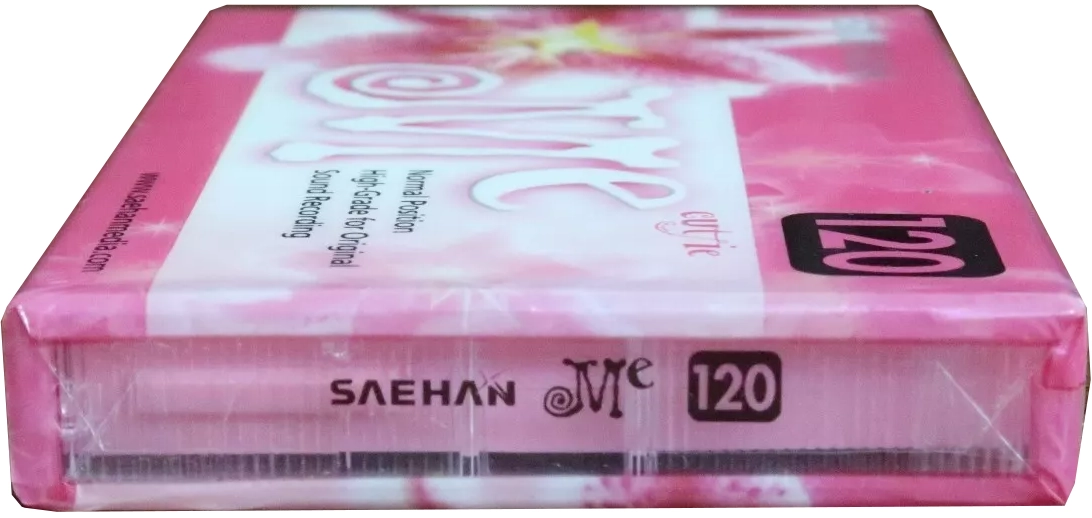 Me
cutie
120
Normal Position
High-Grade for Original
Sound Recording
www.saehanmedia.com
SAEHAN Me 120